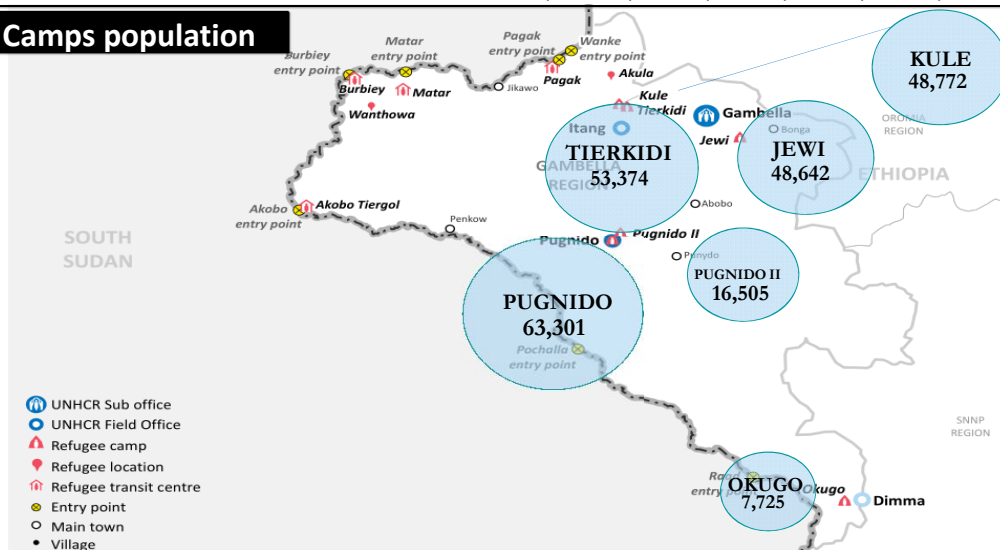 Camps population
Burbiey
entry point
Matar
entry point
Pagak
entry point
Wanke
entry point
Burbiey
Matar
Wanthowa
Jikawo
Pagak
Akula
Kule
Tierkidi
KULE
48,772
Itang
Gambella
Jewi
Bonga
OROMIA
REGION
GAMBELLA
REGION
TIERKIDI
53,374
JEWI
48,642
ETHIOPIA
Akobo
entry point
Akobo Tiergol
Penkow
Abobo
SOUTH
SUDAN
Pugnido
Pugnido II
Punydo
PUGNIDO II
16,505
PUGNIDO
63,301
Pochalla
entry point
UNHCR Sub office
UNHCR Field Office
Refugee camp
Refugee location
Refugee transit centre
Entry point
Main town
Village
SNNP
REGION
entry point
OKUGO
7,725
Okugo
Dimma